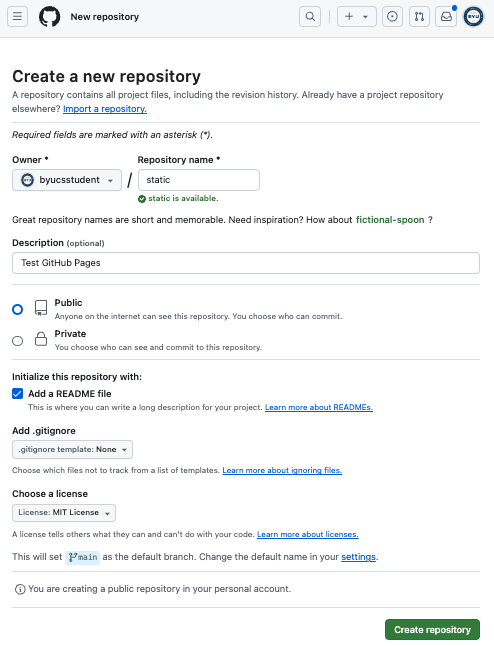 New repository
BYU
Create a new repository
A repository contains all project files, including the revision history. Already have a project repository
elsewhere? Import a repository.
Required fields are marked with an asterisk (*).
Owner * Repository name *
byucsstudent / static
static is available.
Great repository names are short and memorable. Need inspiration? How about fictional-spoon ?
Description (optional)
Test GitHub Pages
Public
Anyone on the internet can see this repository. You choose who can commit.
Private
You choose who can see and commit to this repository.
Initialize this repository with:
Add a README file
This is where you can write a long description for your project. Learn more about READMEs.
Add .gitignore
.gitignore template: None
Choose which files not to track from a list of templates. Learn more about ignoring files.
Choose a license
License: MIT License
A license tells others what they can and can't do with your code. Learn more about licenses.
This will set main as the default branch. Change the default name in your settings.
You are creating a public repository in your personal account.
Create repository